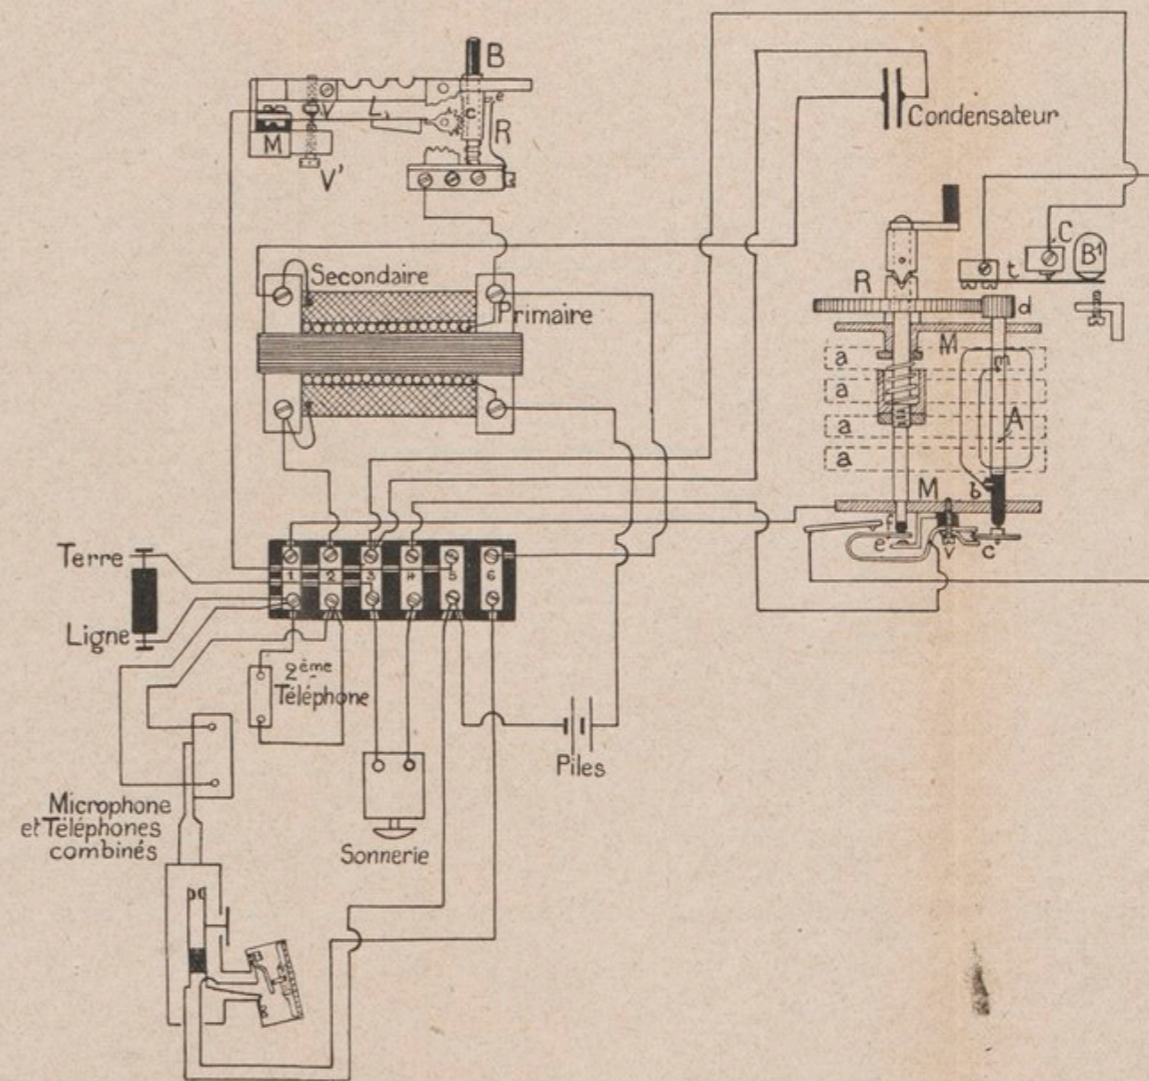 B
e
V
L
c
R
M
V'
Condensateur
C
B1
t
R
d
Secondaire
Primaire
M
m
a
a
A
a
a
M
b
e
v
c'
1 2 3 4 5 6
Terre
Ligne
2ème
Téléphone
Piles
Microphone
et Téléphones
combinés
Sonnerie